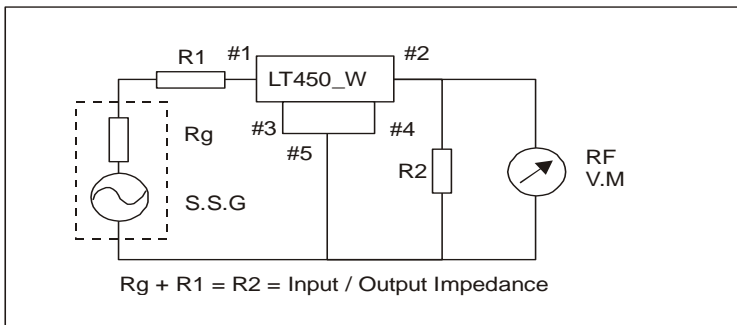 R1
#1
#2
LT450_W
#3
#4
#5
Rg
R2
RF
V.M
S.S.G
Rg + R1 = R2 = Input / Output Impedance